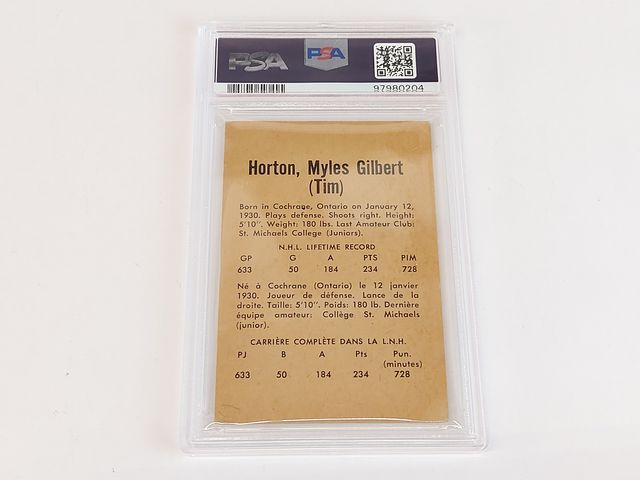 PSA PSA
97980204
Horton, Myles Gilbert
(Tim)
Born in Cochrane, Ontario on January 12,
1930. Plays defense. Shoots right. Height:
5'10". Weight: 180 lbs. Last Amateur Club:
St. Michaels College (Juniors).
N.H.L. LIFETIME RECORD
GP G A PTS PIM
633 50 184 234 728
Né à Cochrane (Ontario) le 12 janvier
1930. Joueur de défense. Lance de la
droite. Taille: 5'10". Poids: 180 lb. Dernière
équipe amateur: Collège St. Michaels
(junior).
CARRIÈRE COMPLÈTE DANS LA L.N.H.
PJ B A Pts Pun.
(minutes)
633 50 184 234 728